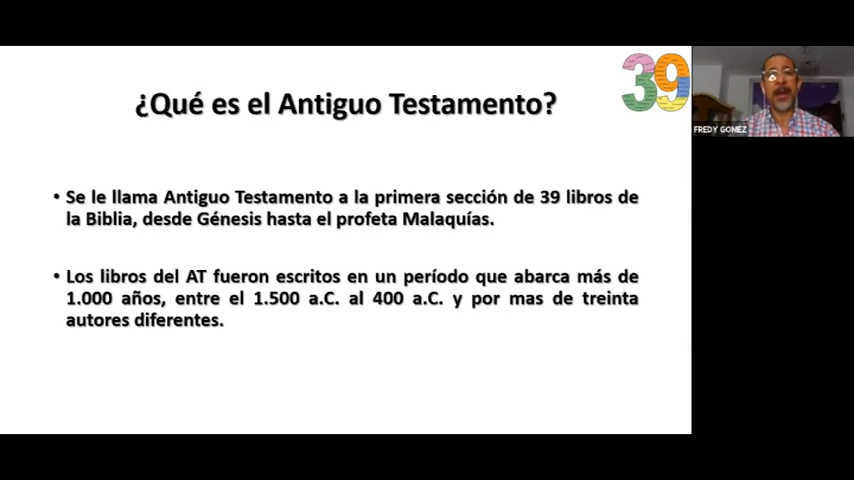 ¿Qué es el Antiguo Testamento?
39
FREDY GOMEZ
• Se le llama Antiguo Testamento a la primera sección de 39 libros de
la Biblia, desde Génesis hasta el profeta Malaquías.
• Los libros del AT fueron escritos en un período que abarca más de
1.000 años, entre el 1.500 a.C. al 400 a.C. y por mas de treinta
autores diferentes.